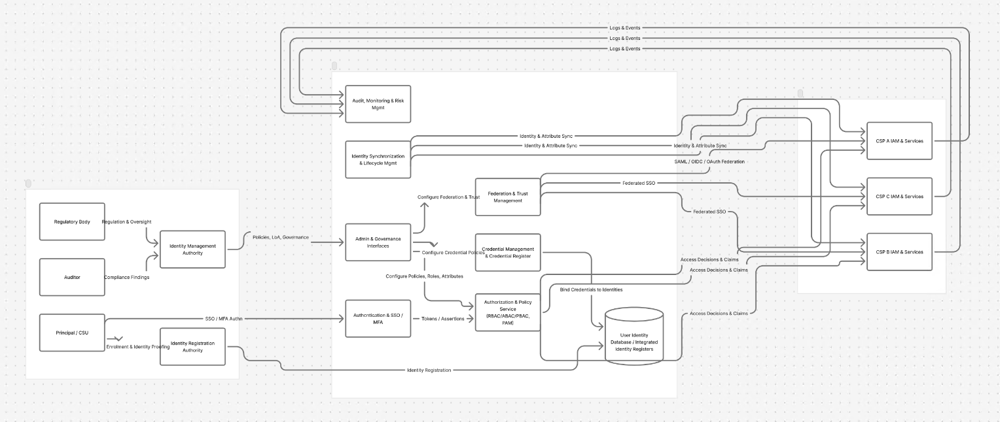 Logs & Events
Logs & Events
Logs & Events
Audit, Monitoring & Risk
Mgmt
Identity Synchronization
& Lifecycle Mgmt
Identity & Attribute Sync
Identity & Attribute Sync
Identity & Attribute Sync
SAML / OIDC / OAuth Federation
CSP A IAM & Services
Federation & Trust
Management
Configure Federation & Trust
Federated SSO
Federated SSO
CSP C IAM & Services
Regulatory Body
Regulation & Oversight
Identity Management
Authority
Policies, LoA, Governance
Admin & Governance
Interfaces
Configure Credential Policies
Credential Management
& Credential Register
CSP B IAM & Services
Auditor
Compliance Findings
Configure Policies, Roles, Attributes
Access Decisions & Claims
Access Decisions & Claims
Bind Credentials to Identities
Authentication & SSO /
MFA
Tokens / Assertions
Authorization & Policy
Service
(RBAC/ABAC/PBAC,
PAM)
Access Decisions & Claims
SSO / MFA Authn
Principal / CSU
Enrolment & Identity Proofing
Identity Registration
Authority
User Identity
Database / Integrated
Identity Registers
Identity Registration